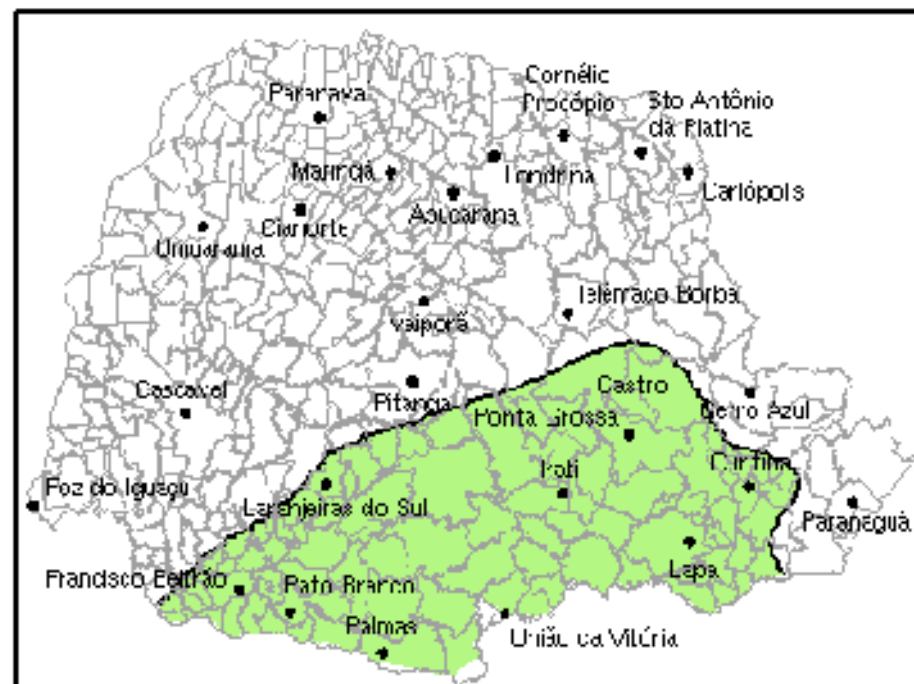 Cornélio
Procópio
Sto Antônio
da Platina
Paranavaí
Maringá
Londrina
Carlópolis
Apucarana
Cianorte
Umuarama
Telêmaco Borba
Ivaiporã
Cascavel
Pitanga
Castro
Cerro Azul
Ponta Grossa
Curitiba
Irati
Foz do Iguaçu
Laranjeiras do Sul
Paranaguá
Lapa
Francisco Beltrão
Pato Branco
Palmas
União da Vitória